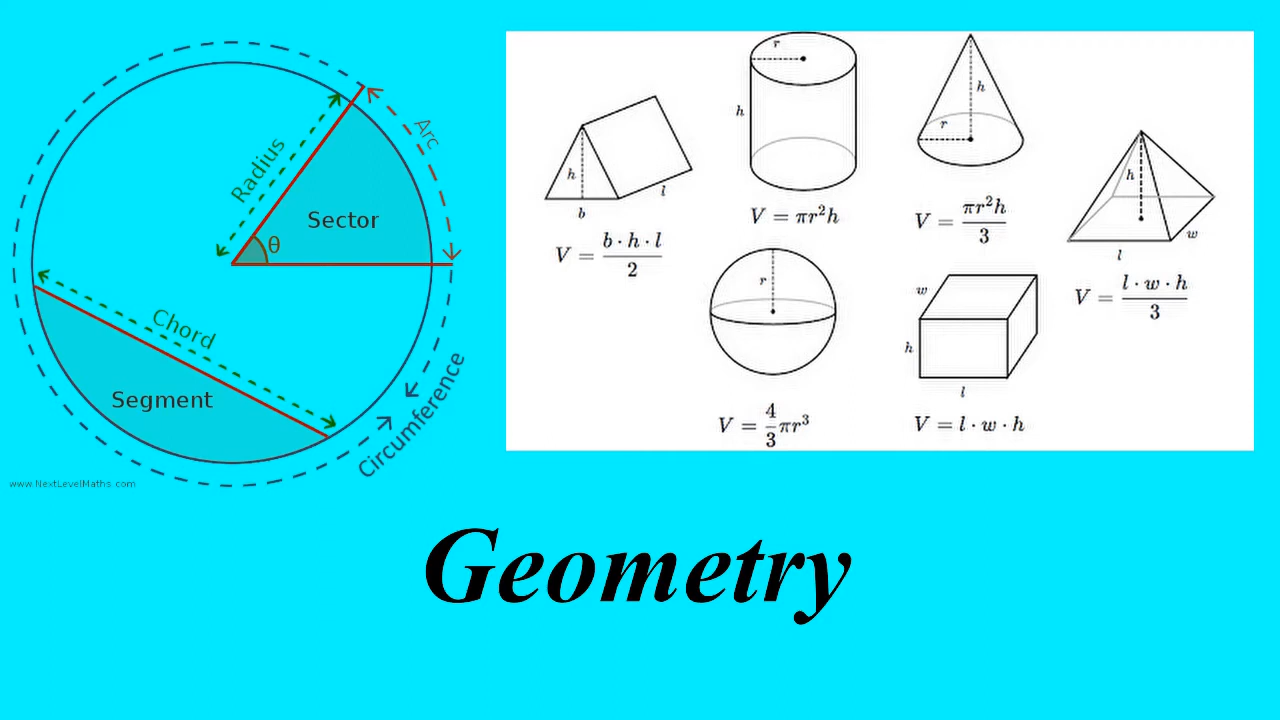 Radius
Arc
Sector
θ
Chord
Segment
Circumference
www.NextLevelMaths.com
h
b
l
V = b · h · l / 2
r
h
V = πr²h
h
r
V = πr²h / 3
h
w
l
V = l · w · h / 3
r
V = 4/3 πr³
w
h
l
V = l · w · h
Geometry